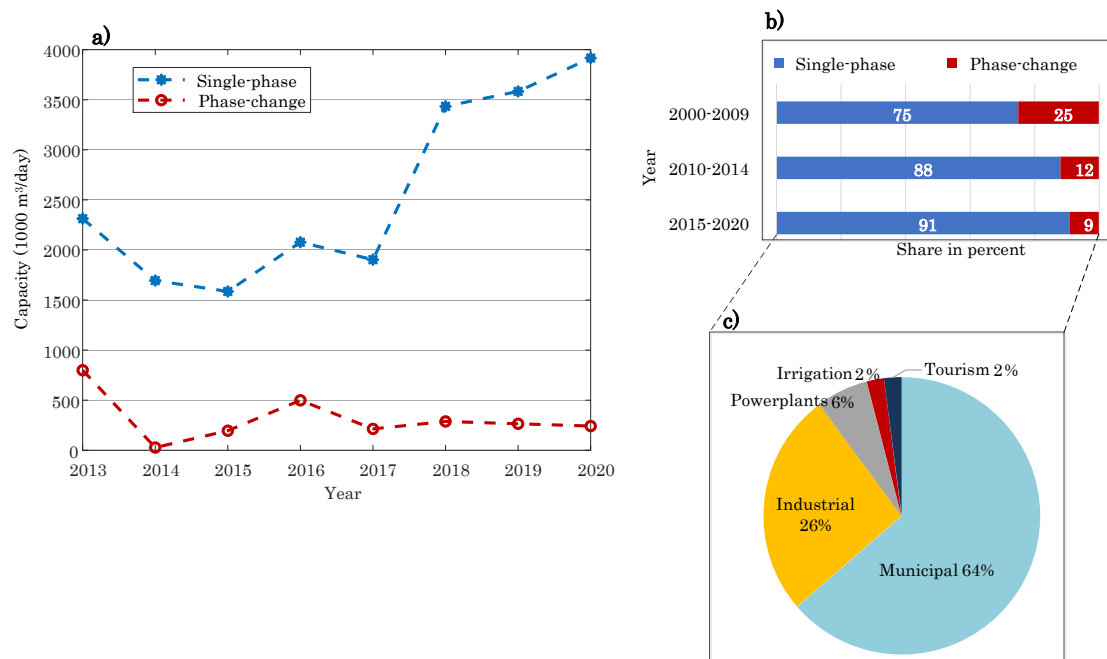 a)
Capacity (1000 m³/day)
4000
3500
3000
2500
2000
1500
1000
500
0
Single-phase
Phase-change
2013 2014 2015 2016 2017 2018 2019 2020
Year
b)
Single-phase Phase-change
Year
2000-2009 75 25
2010-2014 88 12
2015-2020 91 9
Share in percent
c)
Irrigation 2% Tourism 2%
Powerplants 6%
Industrial
26%
Municipal 64%